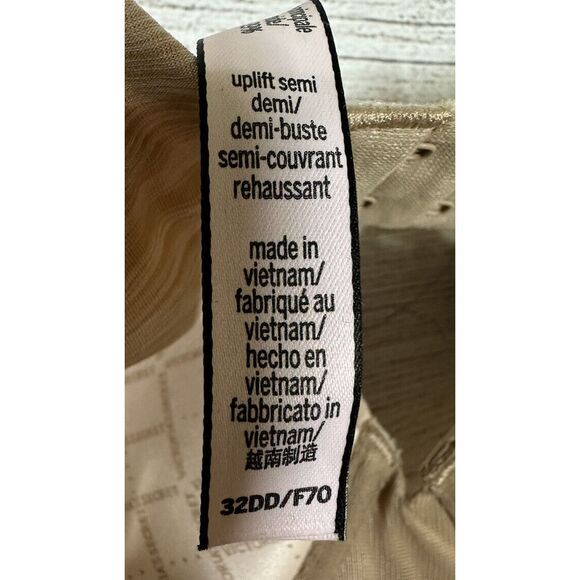 uplift semi
demi/
demi-buste
semi-couvrant
rehaussant
made in
vietnam/
fabriqué au
vietnam/
hecho en
vietnam/
fabbricato in
vietnam/
越南制造
32DD/F70